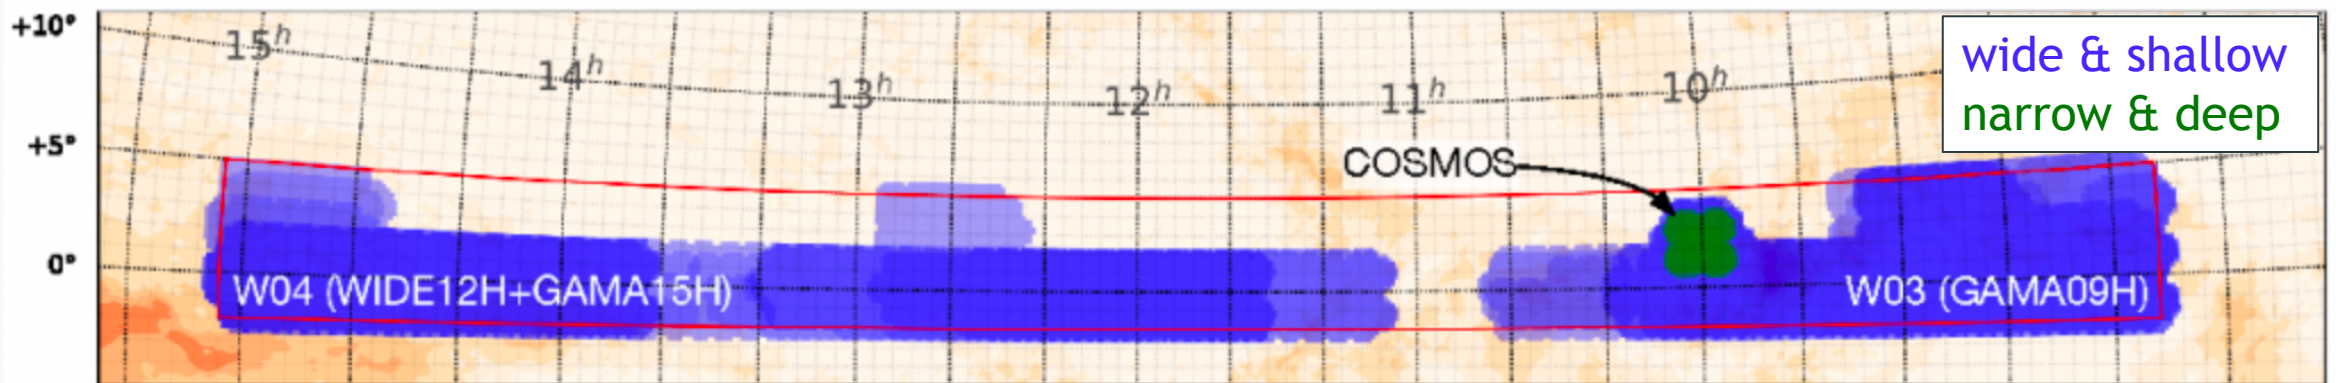 +10°
15h
14h
13h
12h
11h
10h
wide & shallow
narrow & deep
+5°
COSMOS
0°
W04 (WIDE12H+GAMA15H)
W03 (GAMA09H)